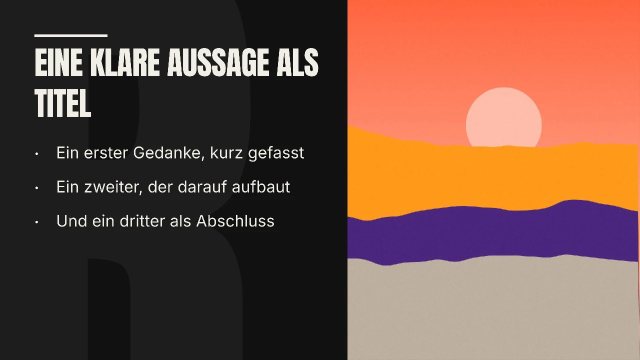 EINE KLARE AUSSAGE ALS
TITEL
· Ein erster Gedanke, kurz gefasst
· Ein zweiter, der darauf aufbaut
· Und ein dritter als Abschluss